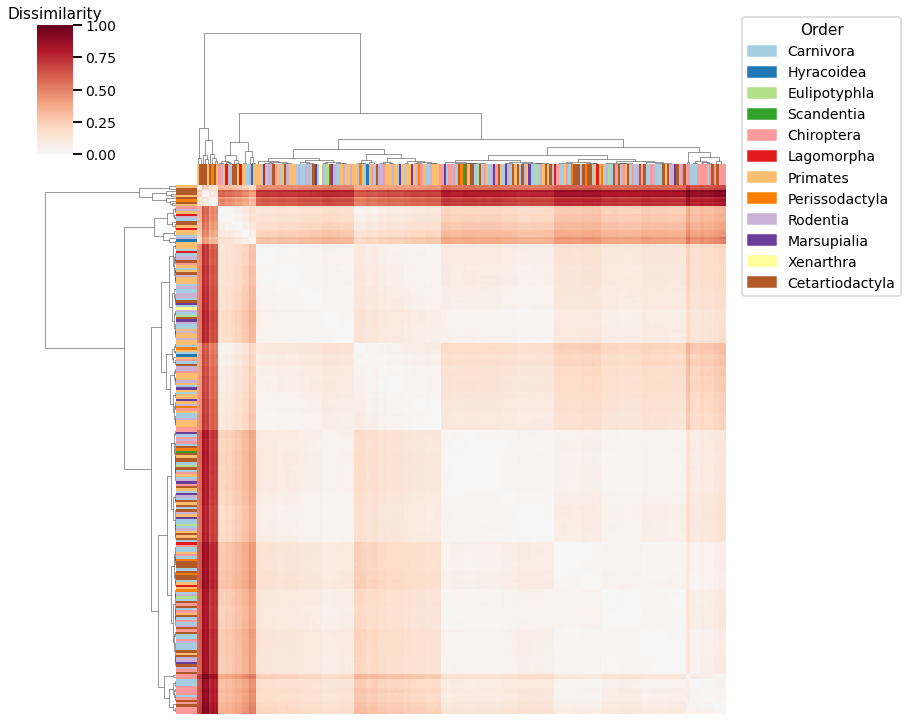 Dissimilarity
1.00
0.75
0.50
0.25
0.00
Order
Carnivora
Hyracoidea
Eulipotyphla
Scandentia
Chiroptera
Lagomorpha
Primates
Perissodactyla
Rodentia
Marsupialia
Xenarthra
Cetartiodactyla